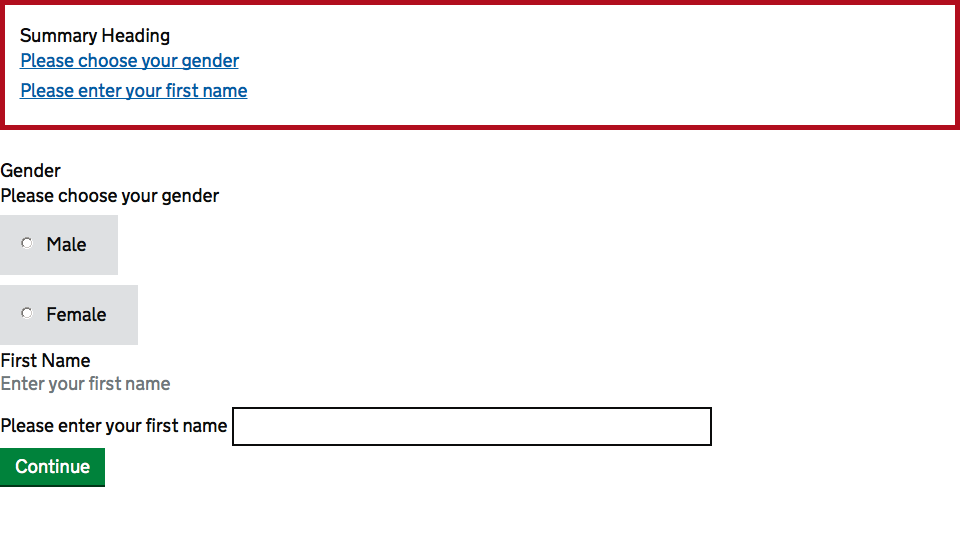 Summary Heading
Please choose your gender
Please enter your first name
Gender
Please choose your gender
Male
Female
First Name
Enter your first name
Please enter your first name
Continue